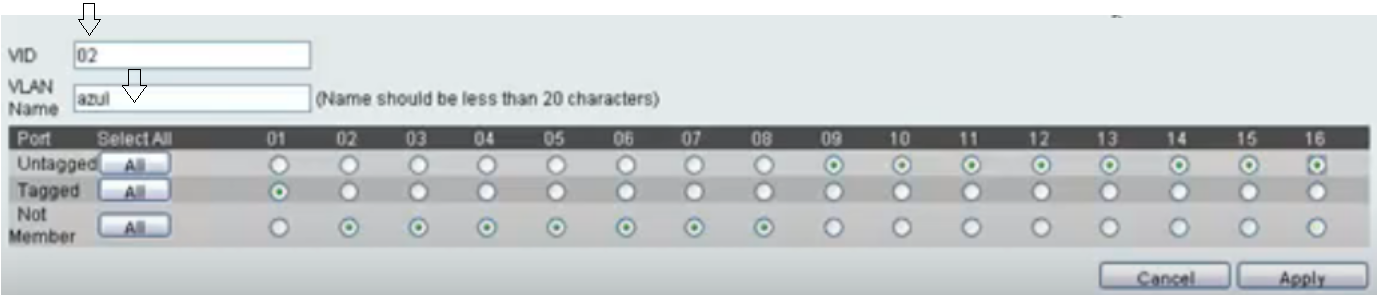 VID 02
VLAN Name azul (Name should be less than 20 characters)
Port Select All 01 02 03 04 05 06 07 08 09 10 11 12 13 14 15 16
Untagged All
Tagged All
Not Member All
Cancel Apply